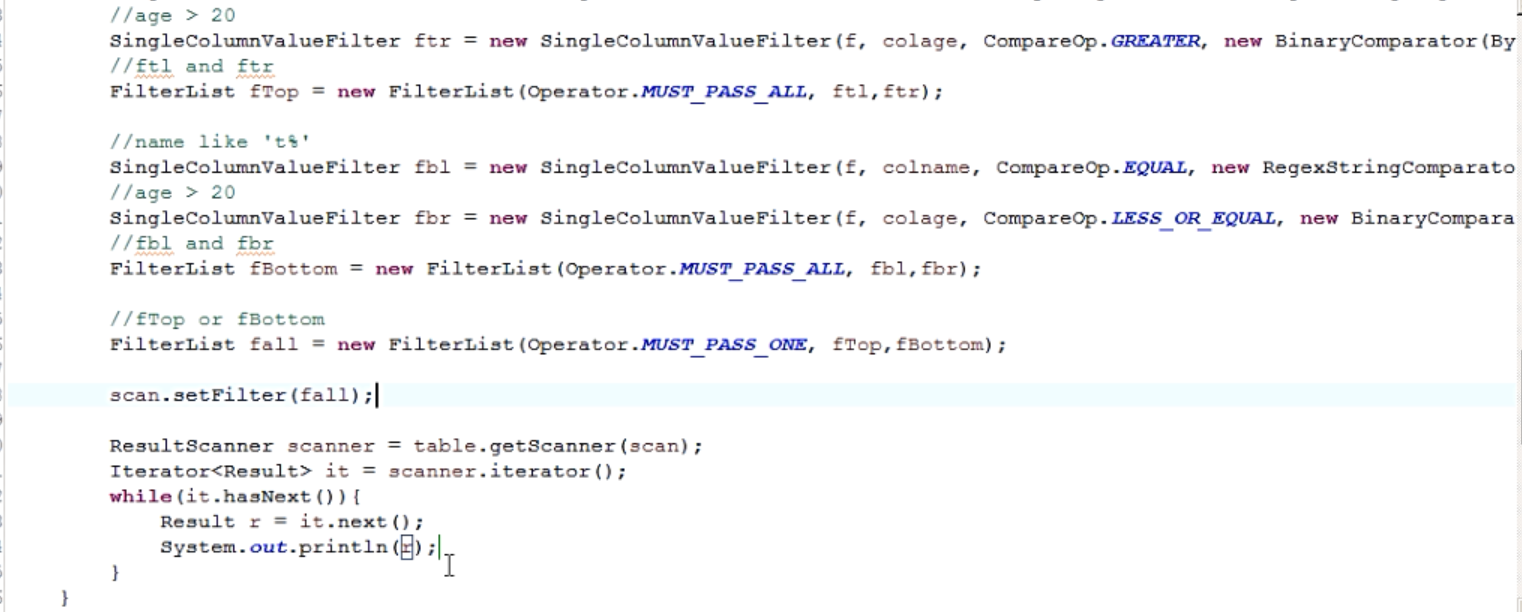 //age > 20
SingleColumnValueFilter ftr = new SingleColumnValueFilter(f, colage, CompareOp.GREATER, new BinaryComparator(By
//ftl and ftr
FilterList fTop = new FilterList(Operator.MUST_PASS_ALL, ftl,ftr);
//name like 't%'
SingleColumnValueFilter fbl = new SingleColumnValueFilter(f, colname, CompareOp.EQUAL, new RegexStringComparato
//age > 20
SingleColumnValueFilter fbr = new SingleColumnValueFilter(f, colage, CompareOp.LESS_OR_EQUAL, new BinaryCompara
//fbl and fbr
FilterList fBottom = new FilterList(Operator.MUST_PASS_ALL, fbl,fbr);
//fTop or fBottom
FilterList fall = new FilterList(Operator.MUST_PASS_ONE, fTop,fBottom);
scan.setFilter(fall);
ResultScanner scanner = table.getScanner(scan);
Iterator<Result> it = scanner.iterator();
while(it.hasNext()){
Result r = it.next();
System.out.println(r);
}
}